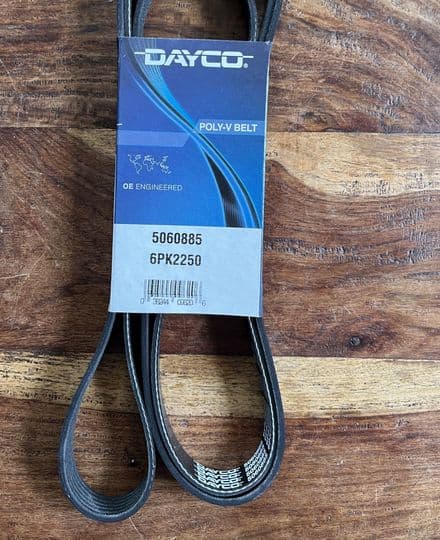 DAYCO®
POLY-V BELT
OE ENGINEERED
5060885
6PK2250